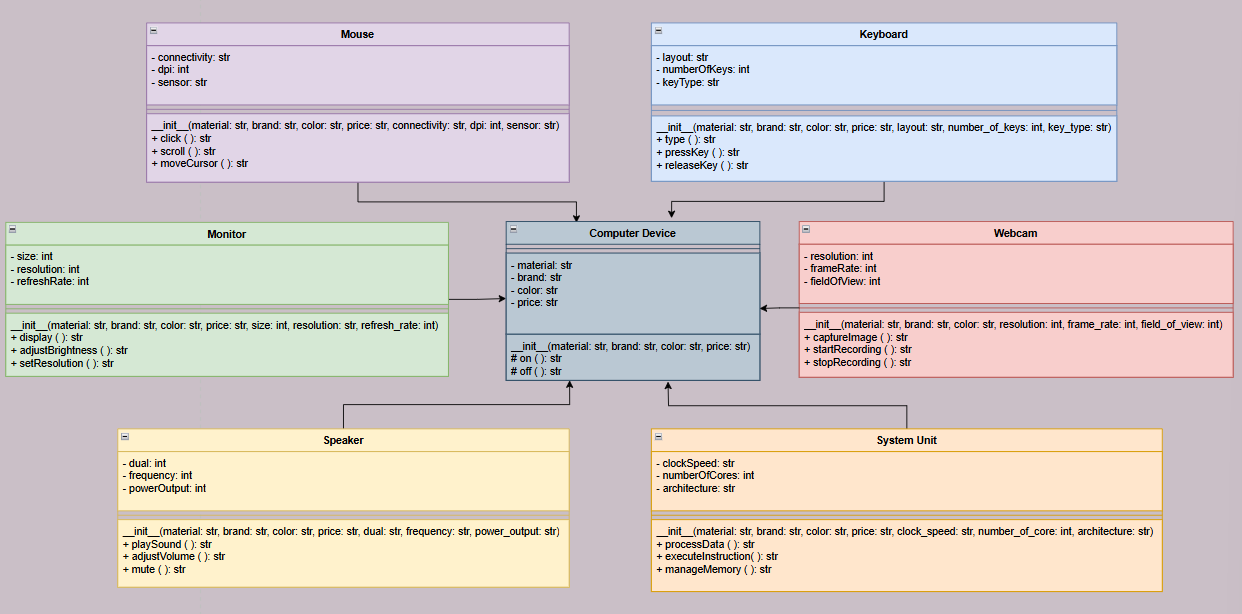 Mouse
- connectivity: str
- dpi: int
- sensor: str
__init__(material: str, brand: str, color: str, price: str, connectivity: str, dpi: int, sensor: str)
+ click ( ): str
+ scroll ( ): str
+ moveCursor ( ): str
Keyboard
- layout: str
- numberOfKeys: int
- keyType: str
__init__(material: str, brand: str, color: str, price: str, layout: str, number_of_keys: int, key_type: str)
+ type ( ): str
+ pressKey ( ): str
+ releaseKey ( ): str
Monitor
- size: int
- resolution: int
- refreshRate: int
__init__(material: str, brand: str, color: str, price: str, size: int, resolution: str, refresh_rate: int)
+ display ( ): str
+ adjustBrightness ( ): str
+ setResolution ( ): str
Computer Device
- material: str
- brand: str
- color: str
- price: str
__init__(material: str, brand: str, color: str, price: str)
# on ( ): str
# off ( ): str
Webcam
- resolution: int
- frameRate: int
- fieldOfView: int
__init__(material: str, brand: str, color: str, resolution: int, frame_rate: int, field_of_view: int)
+ captureImage ( ): str
+ startRecording ( ): str
+ stopRecording ( ): str
Speaker
- dual: int
- frequency: int
- powerOutput: int
__init__(material: str, brand: str, color: str, price: str, dual: str, frequency: str, power_output: str)
+ playSound ( ): str
+ adjustVolume ( ): str
+ mute ( ): str
System Unit
- clockSpeed: str
- numberOfCores: int
- architecture: str
__init__(material: str, brand: str, color: str, price: str, clock_speed: str, number_of_core: int, architecture: str)
+ processData ( ): str
+ executeInstruction( ): str
+ manageMemory ( ): str